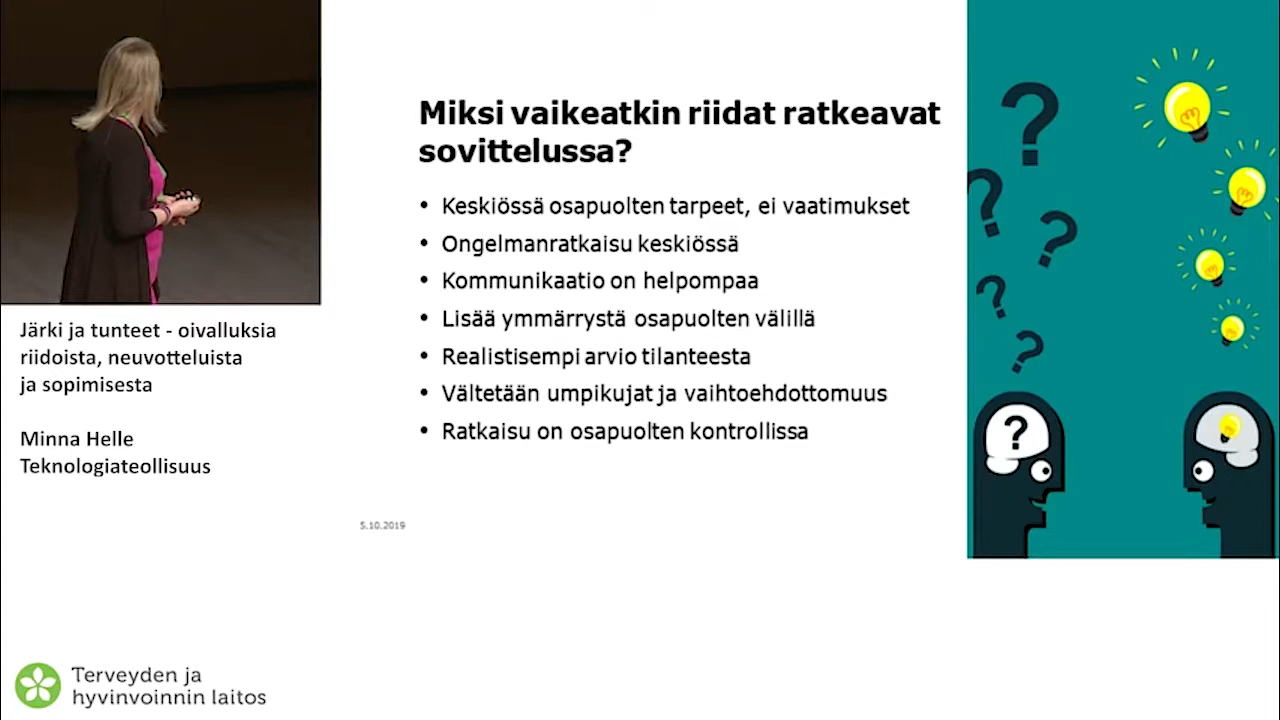 Miksi vaikeatkin riidat ratkeavat
sovittelussa?
• Keskiössä osapuolten tarpeet, ei vaatimukset
• Ongelmanratkaisu keskiössä
• Kommunikaatio on helpompaa
• Lisää ymmärrystä osapuolten välillä
• Realistisempi arvio tilanteesta
• Vältetään umpikujat ja vaihtoehdottomuus
• Ratkaisu on osapuolten kontrollissa
5.10.2019
Järki ja tunteet - oivalluksia
riidoista, neuvotteluista
ja sopimisesta
Minna Helle
Teknologiateollisuus
Terveyden ja
hyvinvoinnin laitos
? 
?
?
?
?
?